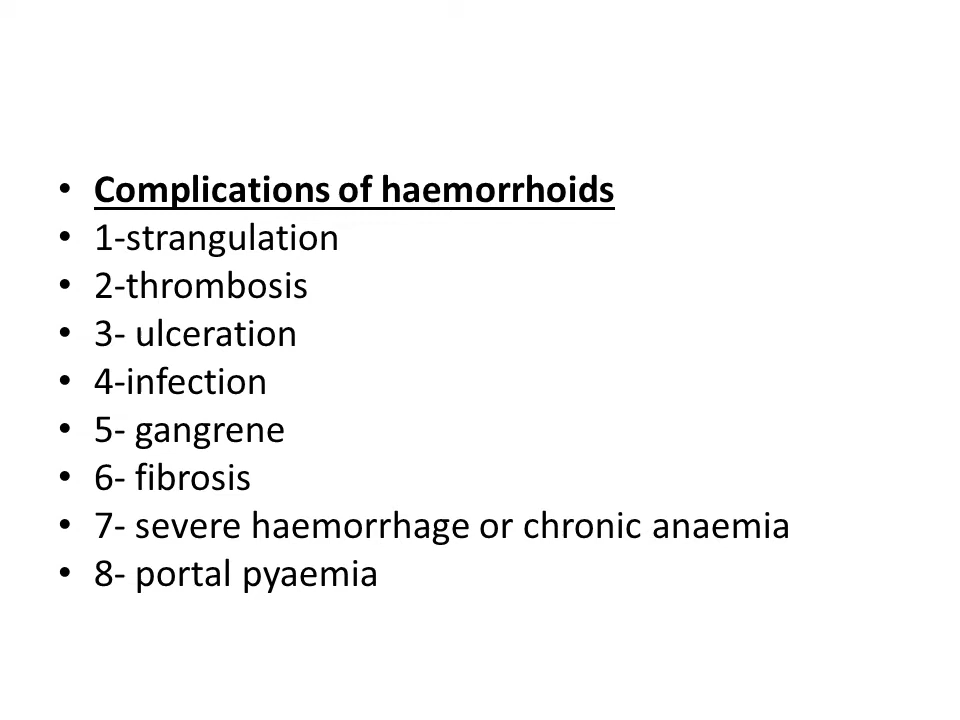 • Complications of haemorrhoids
• 1-strangulation
• 2-thrombosis
• 3- ulceration
• 4-infection
• 5- gangrene
• 6- fibrosis
• 7- severe haemorrhage or chronic anaemia
• 8- portal pyaemia